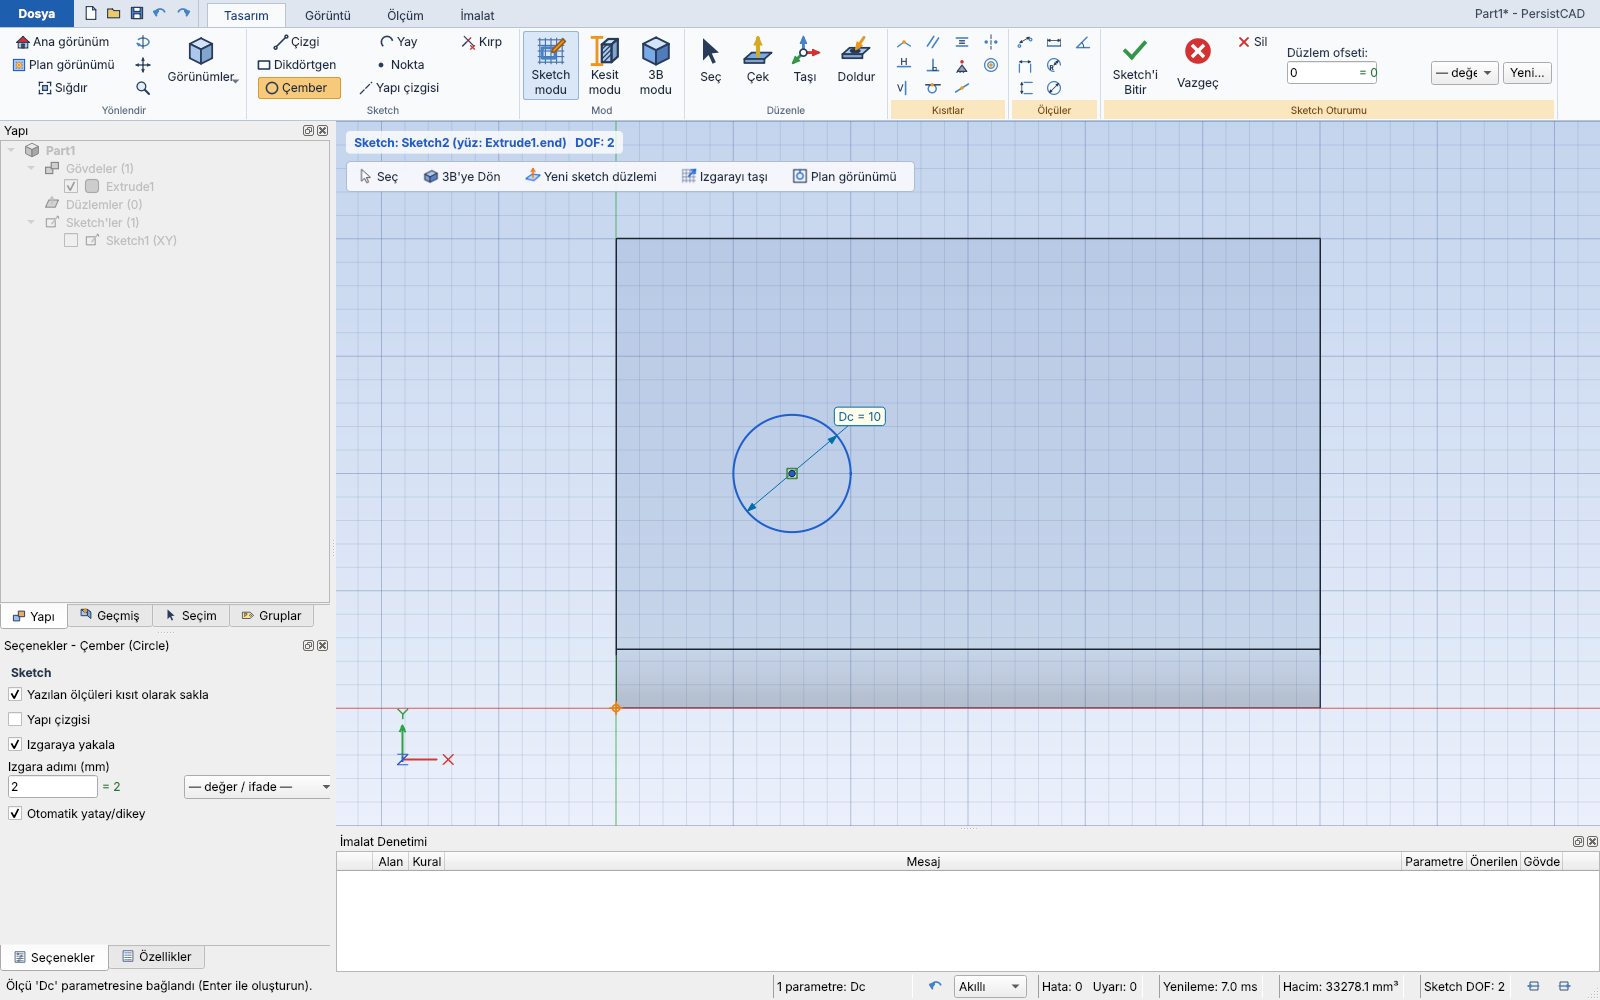 Dosya
Tasarım
Görüntü
Ölçüm
İmalat
Part1* - PersistCAD
Ana görünüm
Plan görünümü
Sığdır
Görünümler
Yönlendir
Çizgi
Dikdörtgen
Çember
Yay
Nokta
Yapı çizgisi
Kırp
Sketch
Sketch modu
Kesit modu
3B modu
Mod
Seç
Çek
Taşı
Doldur
Düzenle
Kısıtlar
Ölçüler
Sketch'i Bitir
Vazgeç
Sil
Düzlem ofseti:
0 = 0
— değe
Yeni...
Sketch Oturumu
Yapı
Part1
Gövdeler (1)
Extrude1
Düzlemler (0)
Sketch'ler (1)
Sketch1 (XY)
Yapı
Geçmiş
Seçim
Gruplar
Seçenekler - Çember (Circle)
Sketch
Yazılan ölçüleri kısıt olarak sakla
Yapı çizgisi
Izgaraya yakala
Izgara adımı (mm)
2 = 2
— değer / ifade —
Otomatik yatay/dikey
Seçenekler
Özellikler
Sketch: Sketch2 (yüz: Extrude1.end) DOF: 2
Seç
3B'ye Dön
Yeni sketch düzlemi
Izgarayı taşı
Plan görünümü
Dc = 10
Y
Z
X
İmalat Denetimi
Alan
Kural
Mesaj
Parametre
Önerilen
Gövde
Ölçü 'Dc' parametresine bağlandı (Enter ile oluşturun).
1 parametre: Dc
Akıllı
Hata: 0 Uyarı: 0
Yenileme: 7.0 ms
Hacim: 33278.1 mm³
Sketch DOF: 2